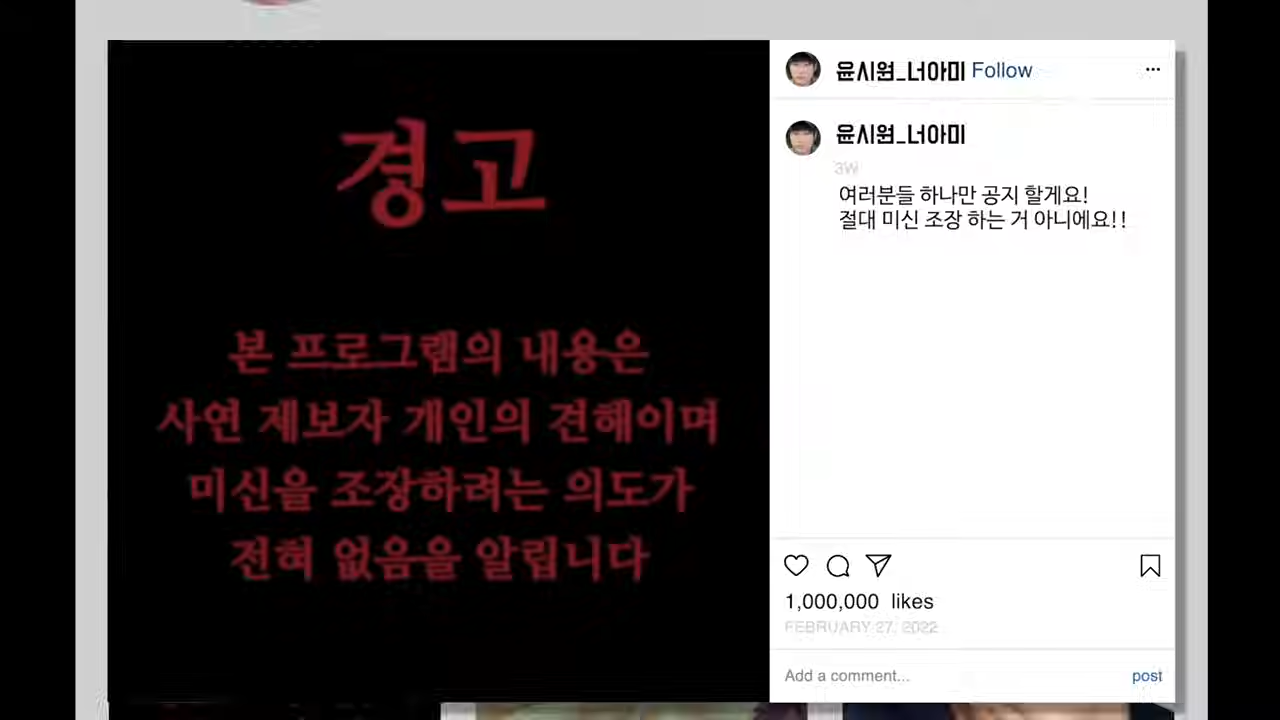 경고
본 프로그램의 내용은
사연 제보자 개인의 견해이며
미신을 조장하려는 의도가
전혀 없음을 알립니다
윤시원_너아미 Follow
윤시원_너아미
3W
여러분들 하나만 공지 할게요!
절대 미신 조장 하는 거 아니에요!!
1,000,000 likes
FEBRUARY 27, 2022
Add a comment... post